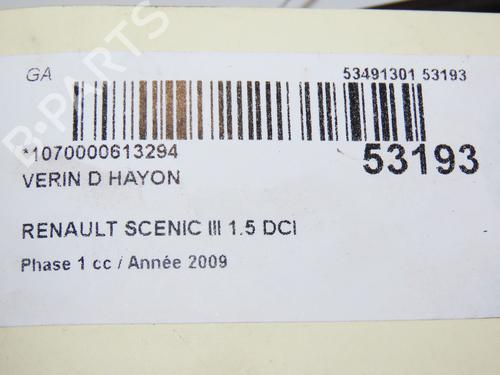 GA
53491301 53193
*1070000613294
53193
VERIN D HAYON
RENAULT SCENIC III 1.5 DCI
Phase 1 cc / Année 2009
B-PARTS